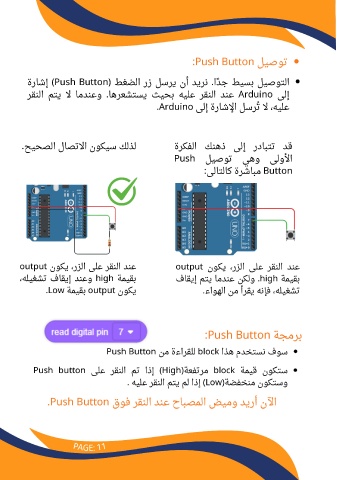 توصيل Push Button:
التوصيل بسيط جدًا. نريد أن يرسل زر الضغط (Push Button) إشارة
إلى Arduino عند النقر عليه بحيث يستشعرها. وعندما لا يتم النقر
عليه، لا تُرسل الإشارة إلى Arduino.
قد تتبادر إلى ذهنك الفكرة
الأولى وهي توصيل Push
Button مباشرة كالتالى:
لذلك سيكون الاتصال الصحيح.
عند النقر على الزر، يكون output
بقيمة high. ولكن عندما يتم إيقاف
تشغيله، فإنه يقرأ من الهواء.
عند النقر على الزر، يكون output
بقيمة high وعند إيقاف تشغيله،
يكون output بقيمة Low.
برمجة Push Button:
read digital pin 7
سوف نستخدم هذا block للقراءة من Push Button
ستكون قيمة block مرتفعة(High) إذا تم النقر على Push button
وستكون منخفضة(Low) إذا لم يتم النقر عليه .
الآن أريد وميض المصباح عند النقر فوق Push Button.
PAGE: 11